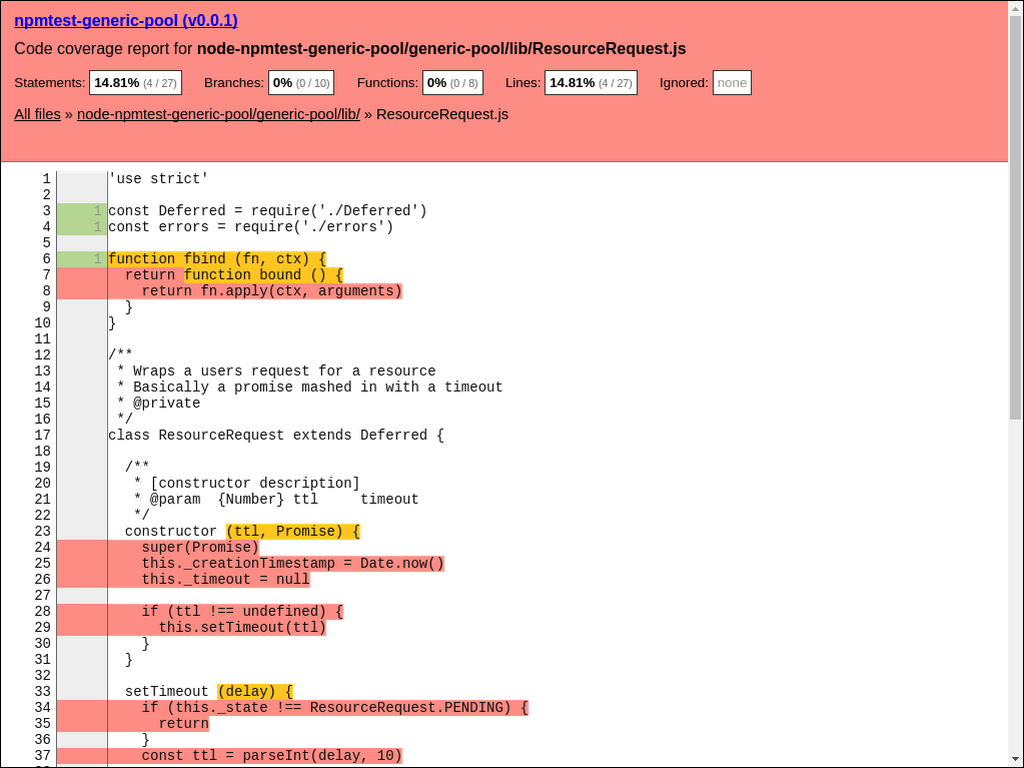 npmtest-generic-pool (v0.0.1)
Code coverage report for node-npmtest-generic-pool/generic-pool/lib/ResourceRequest.js
Statements: 14.81% (4 / 27) Branches: 0% (0 / 10) Functions: 0% (0 / 8) Lines: 14.81% (4 / 27) Ignored: none
All files » node-npmtest-generic-pool/generic-pool/lib/ » ResourceRequest.js
1 'use strict'
2
3 1 const Deferred = require('./Deferred')
4 1 const errors = require('./errors')
5
6 1 function fbind (fn, ctx) {
7 return function bound () {
8 return fn.apply(ctx, arguments)
9 }
10 }
11
12 /**
13 * Wraps a users request for a resource
14 * Basically a promise mashed in with a timeout
15 * @private
16 */
17 class ResourceRequest extends Deferred {
18
19 /**
20 * [constructor description]
21 * @param {Number} ttl timeout
22 */
23 constructor (ttl, Promise) {
24 super(Promise)
25 this._creationTimestamp = Date.now()
26 this._timeout = null
27
28 if (ttl !== undefined) {
29 this.setTimeout(ttl)
30 }
31 }
32
33 setTimeout (delay) {
34 if (this._state !== ResourceRequest.PENDING) {
35 return
36 }
37 const ttl = parseInt(delay, 10)